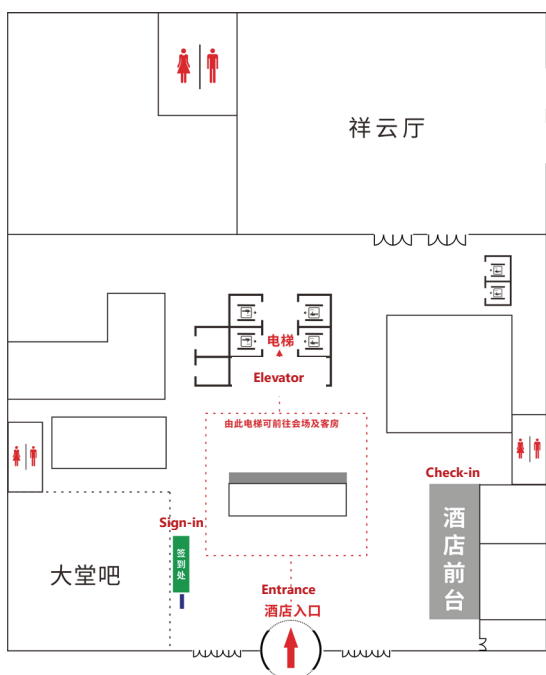 祥云厅
电梯
Elevator
由此电梯可前往会场及客房
Check-in
Sign-in
签到处
酒店前台
大堂吧
Entrance
酒店入口